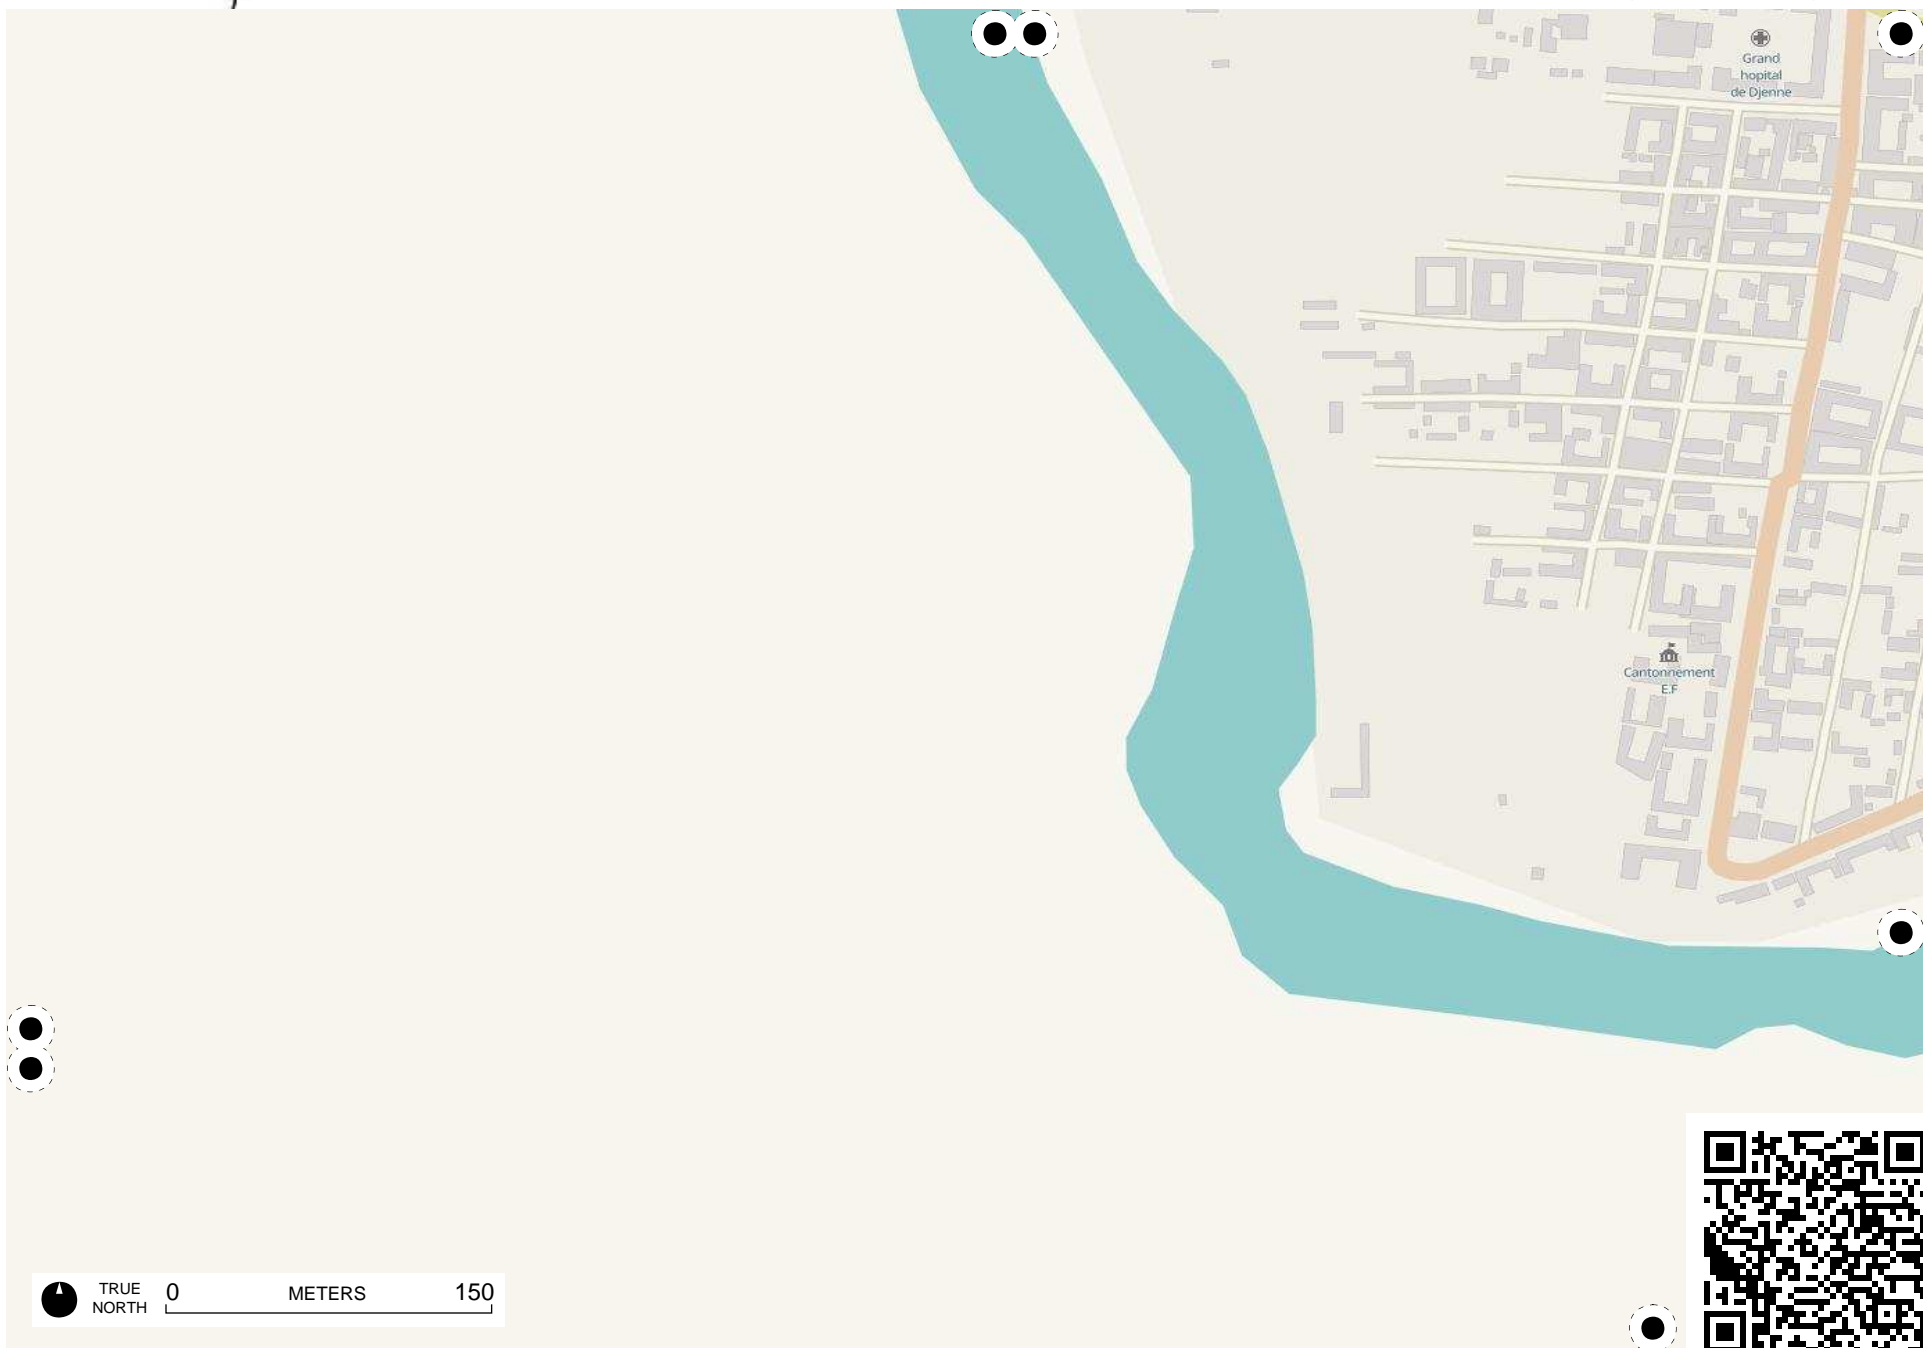 Grand
hopital
de Djenne
Cantonnement
E.F
TRUE
NORTH
0 METERS 150